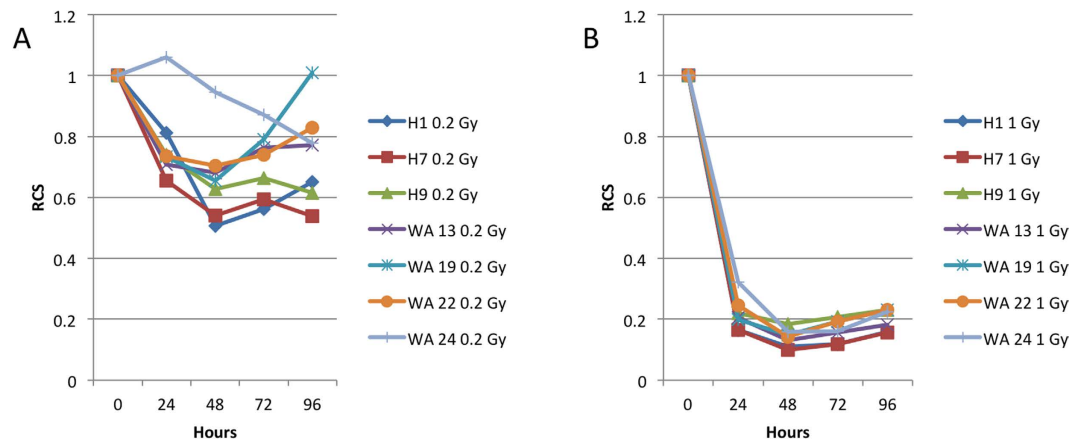 A
RCS
1.2
1
0.8
0.6
0.4
0.2
0
0 24 48 72 96
Hours
H1 0.2 Gy
H7 0.2 Gy
H9 0.2 Gy
WA 13 0.2 Gy
WA 19 0.2 Gy
WA 22 0.2 Gy
WA 24 0.2 Gy
B
RCS
1.2
1
0.8
0.6
0.4
0.2
0
0 24 48 72 96
Hours
H1 1 Gy
H7 1 Gy
H9 1 Gy
WA 13 1 Gy
WA 19 1 Gy
WA 22 1 Gy
WA 24 1 Gy